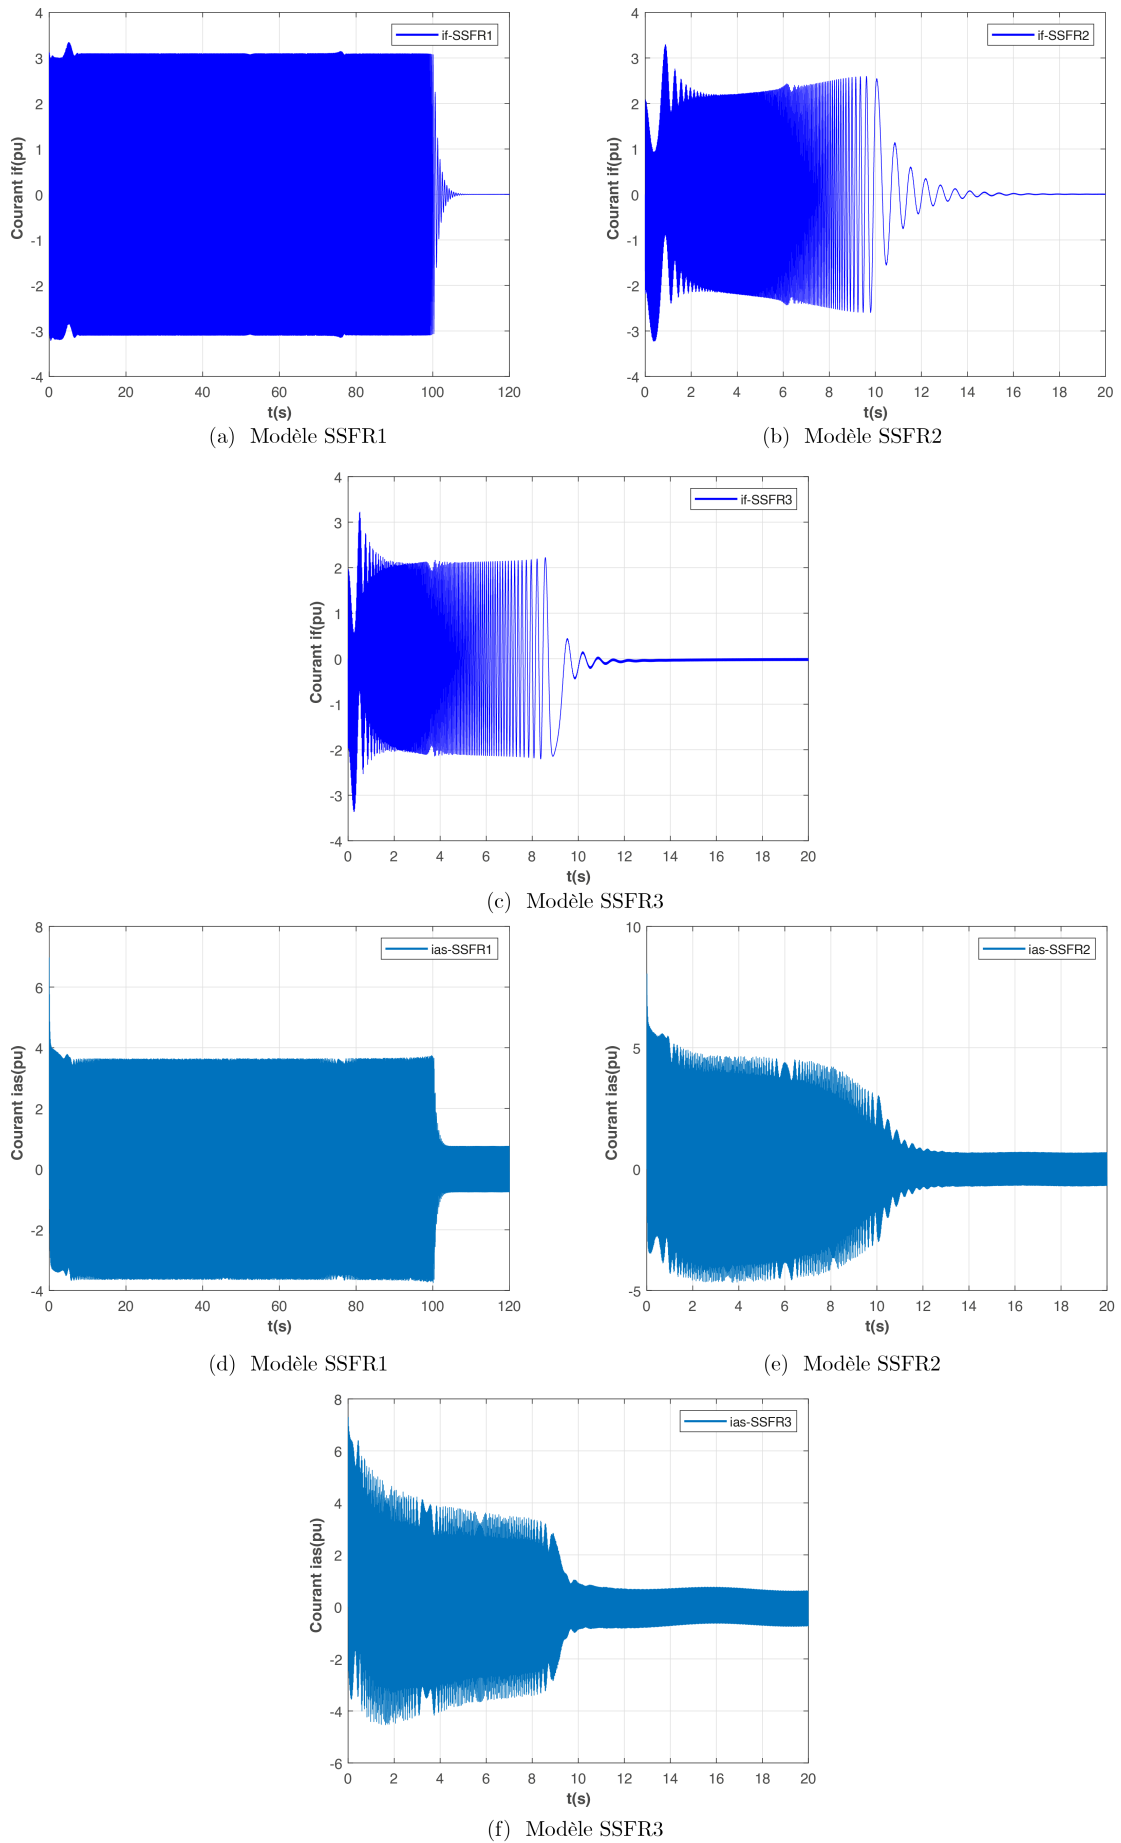 if-SSFR1
4
3
2
1
0
-1
-2
-3
-4
Courant if(pu)
0 20 40 60 80 100 120
t(s)
(a) Modèle SSFR1
if-SSFR2
4
3
2
1
0
-1
-2
-3
-4
Courant if(pu)
0 2 4 6 8 10 12 14 16 18 20
t(s)
(b) Modèle SSFR2
if-SSFR3
4
3
2
1
0
-1
-2
-3
-4
Courant if(pu)
0 2 4 6 8 10 12 14 16 18 20
t(s)
(c) Modèle SSFR3
ias-SSFR1
8
6
4
2
0
-2
-4
Courant ias(pu)
0 20 40 60 80 100 120
t(s)
(d) Modèle SSFR1
ias-SSFR2
10
5
0
-5
Courant ias(pu)
0 2 4 6 8 10 12 14 16 18 20
t(s)
(e) Modèle SSFR2
ias-SSFR3
8
6
4
2
0
-2
-4
-6
Courant ias(pu)
0 2 4 6 8 10 12 14 16 18 20
t(s)
(f) Modèle SSFR3